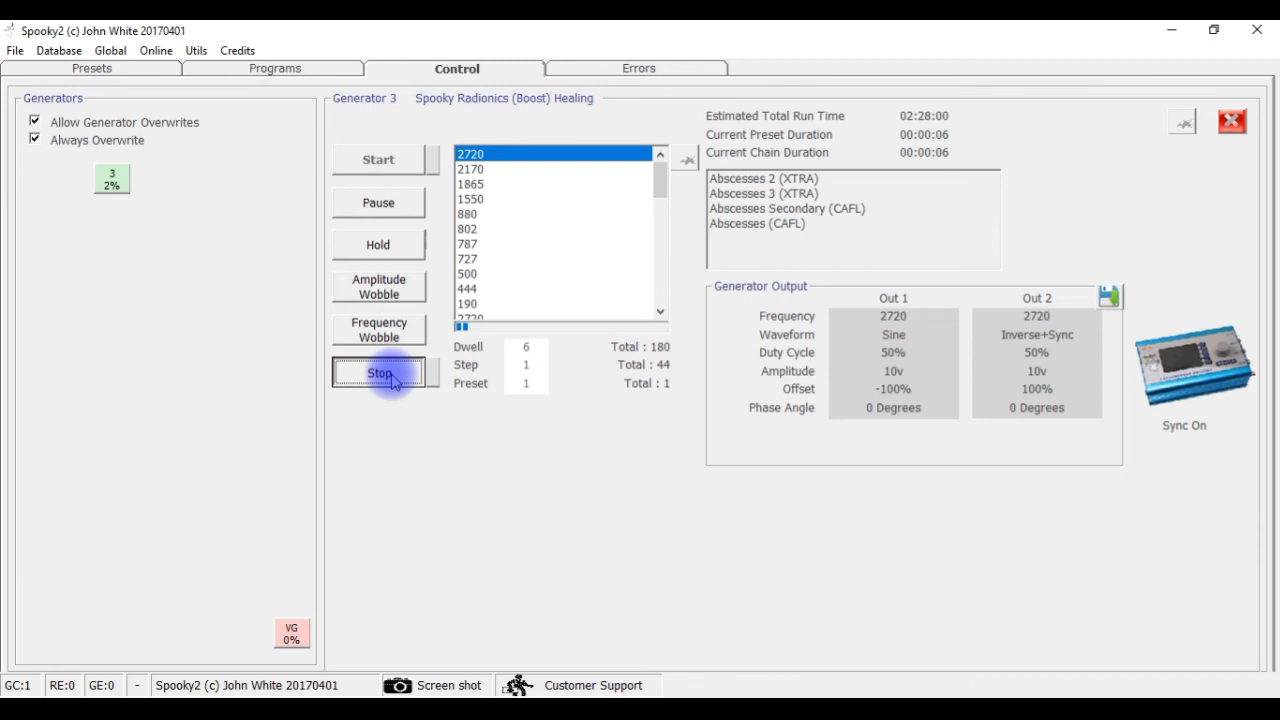 Spooky2 (c) John White 20170401
File Database Global Online Utils Credits
Presets Programs Control Errors
Generators
Allow Generator Overwrites
Always Overwrite
3
2%
VG
0%
Generator 3 Spooky Radionics (Boost) Healing
Start
Pause
Hold
Amplitude
Wobble
Frequency
Wobble
Stop
2720
2170
1865
1550
880
802
787
727
500
444
190
2720
Dwell 6 Total : 180
Step 1 Total : 44
Preset 1 Total : 1
Estimated Total Run Time 02:28:00
Current Preset Duration 00:00:06
Current Chain Duration 00:00:06
Abscesses 2 (XTRA)
Abscesses 3 (XTRA)
Abscesses Secondary (CAFL)
Abscesses (CAFL)
Generator Output
Out 1 Out 2
Frequency 2720 2720
Waveform Sine Inverse+Sync
Duty Cycle 50% 50%
Amplitude 10v 10v
Offset -100% 100%
Phase Angle 0 Degrees 0 Degrees
Sync On
GC:1 RE:0 GE:0 - Spooky2 (c) John White 20170401 Screen shot Customer Support